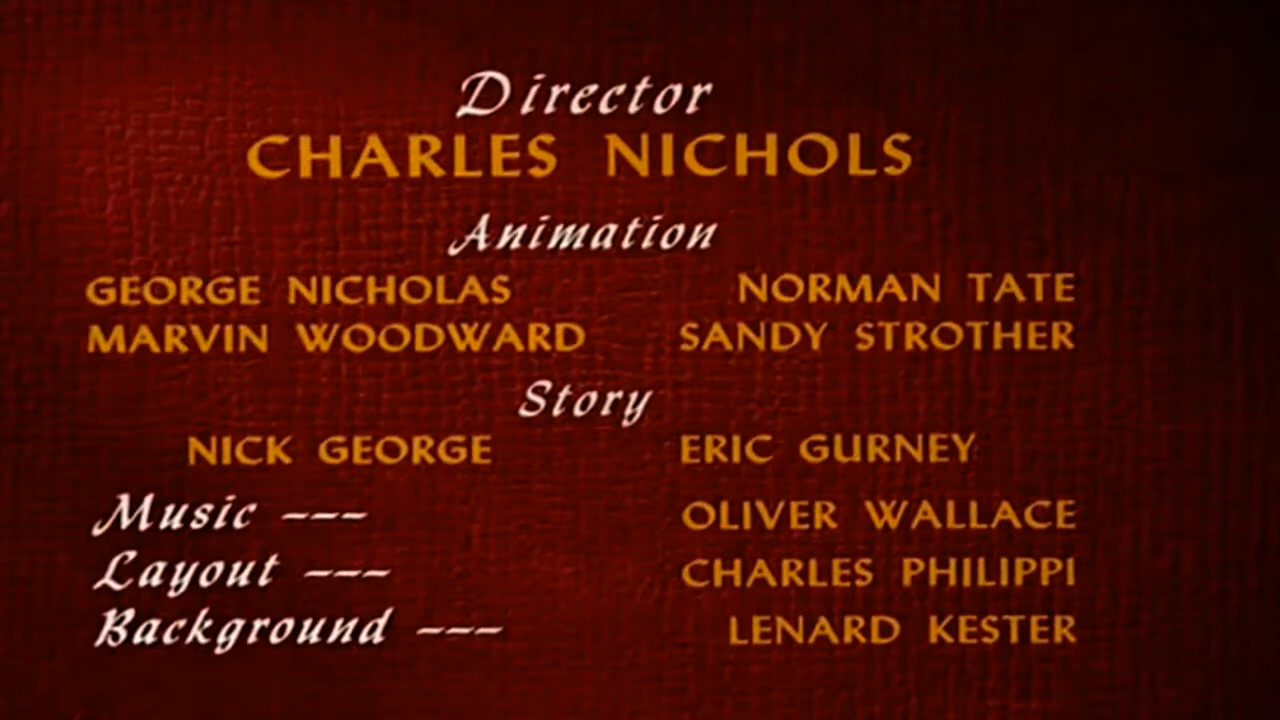 Director
CHARLES NICHOLS
Animation
GEORGE NICHOLAS NORMAN TATE
MARVIN WOODWARD SANDY STROTHER
Story
NICK GEORGE ERIC GURNEY
Music --- OLIVER WALLACE
Layout --- CHARLES PHILIPPI
Background --- LENARD KESTER